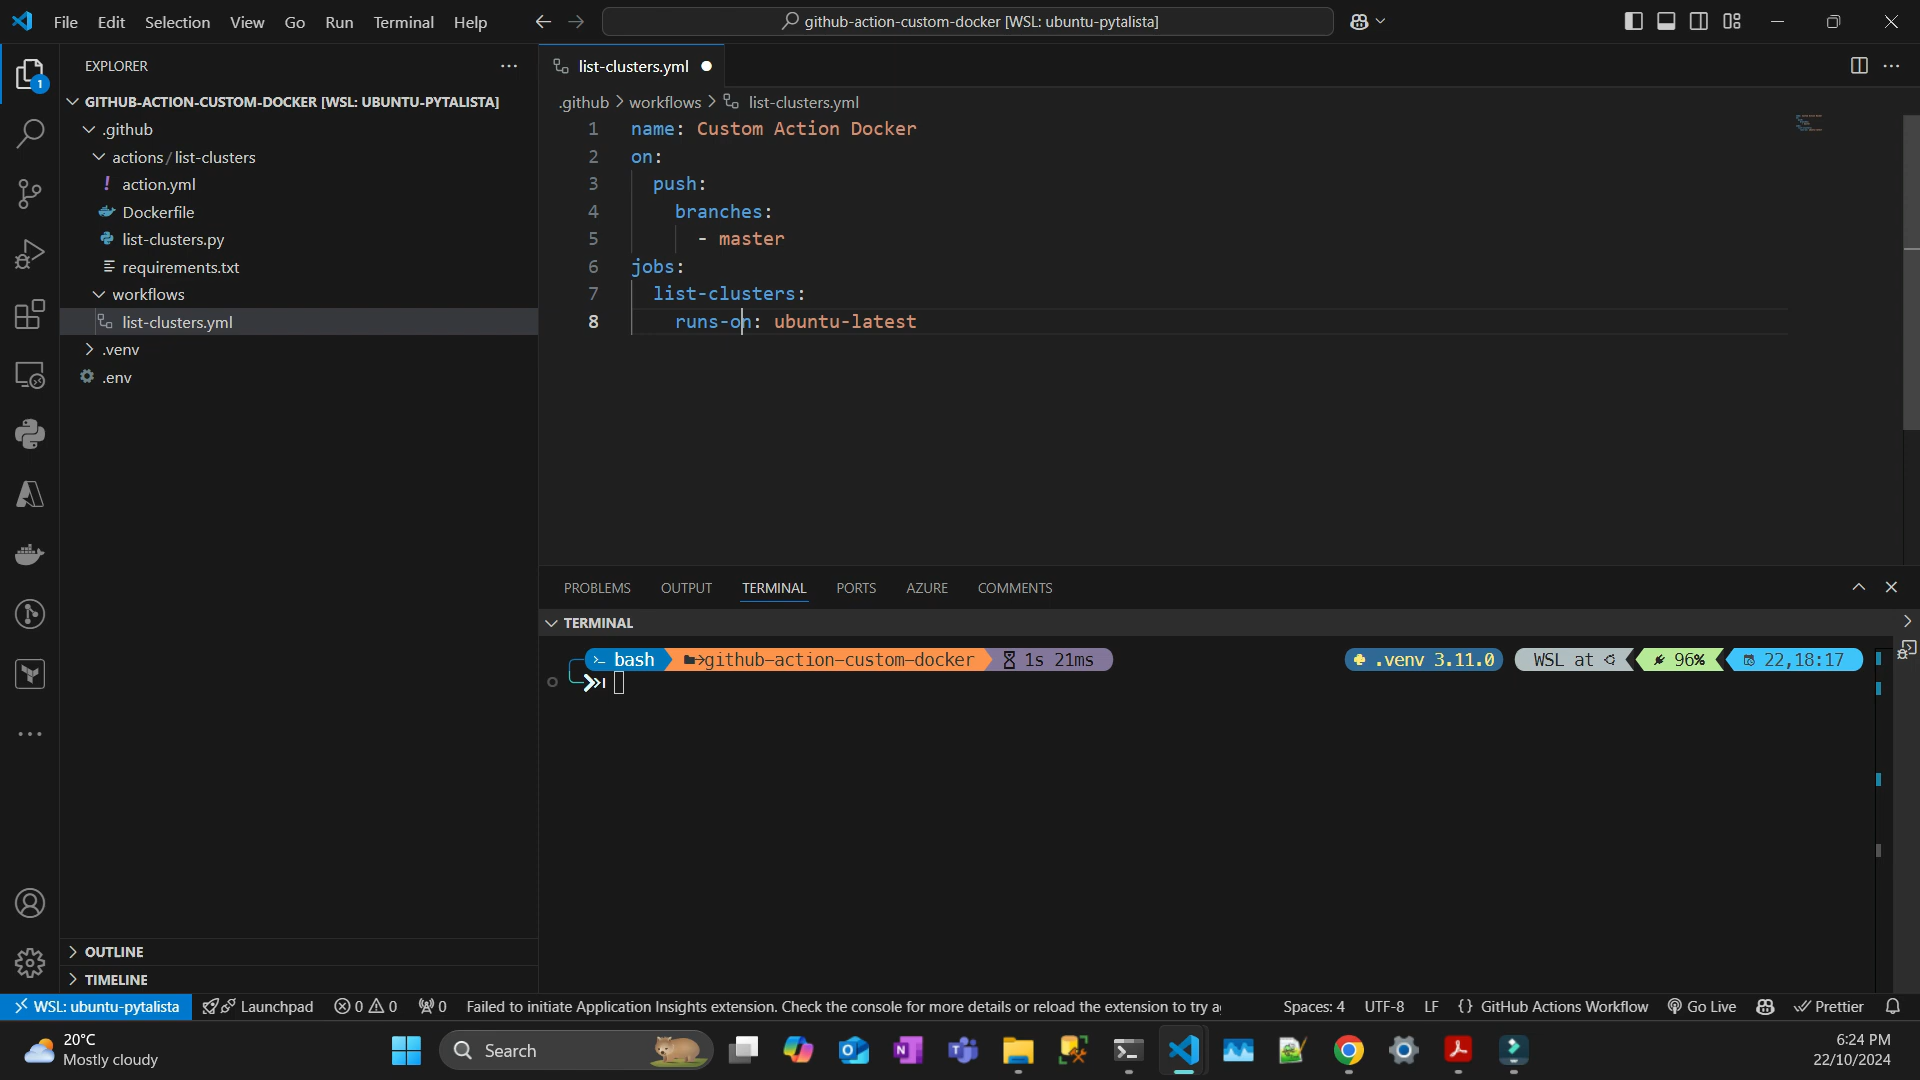 File Edit Selection View Go Run Terminal Help
github-action-custom-docker [WSL: ubuntu-pytalista]
EXPLORER
1
GITHUB-ACTION-CUSTOM-DOCKER [WSL: UBUNTU-PYTALISTA]
.github
actions / list-clusters
action.yml
Dockerfile
list-clusters.py
requirements.txt
workflows
list-clusters.yml
.venv
.env
OUTLINE
TIMELINE
list-clusters.yml
.github > workflows > list-clusters.yml
1 name: Custom Action Docker
2 on:
3 push:
4 branches:
5 - master
6 jobs:
7 list-clusters:
8 runs-on: ubuntu-latest
PROBLEMS OUTPUT TERMINAL PORTS AZURE COMMENTS
TERMINAL
bash github-action-custom-docker 1s 21ms .venv 3.11.0 WSL at 96% 22,18:17
WSL: ubuntu-pytalista Launchpad 0 0 0 Failed to initiate Application Insights extension. Check the console for more details or reload the extension to try ag Spaces: 4 UTF-8 LF {} GitHub Actions Workflow Go Live Prettier
20°C
Mostly cloudy
Search
6:24 PM
22/10/2024